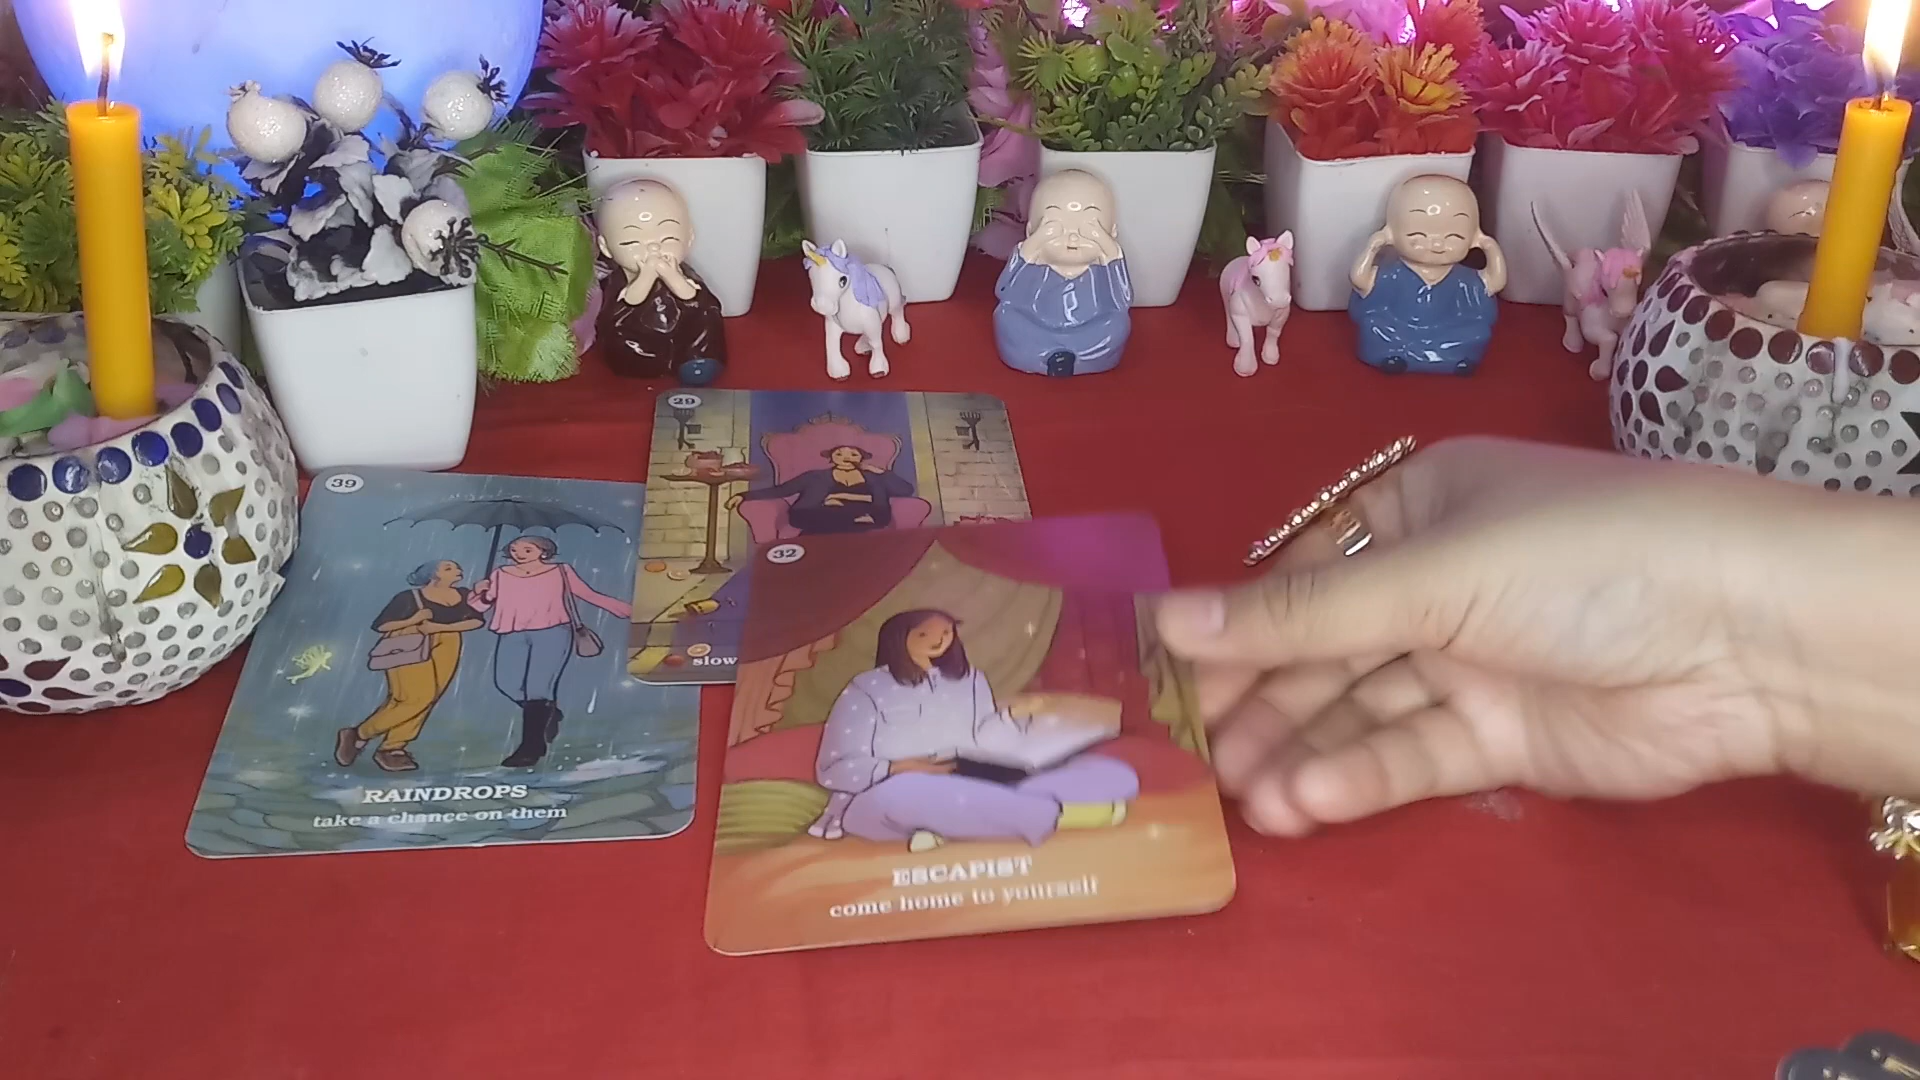 29
39
32
slow
RAINDROPS
take a chance on them
ESCAPIST
come home to yourself